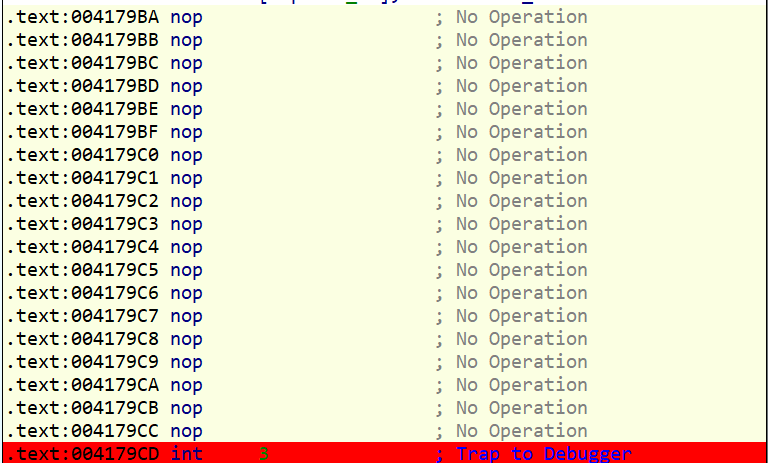 .text:004179BA nop ; No Operation
.text:004179BB nop ; No Operation
.text:004179BC nop ; No Operation
.text:004179BD nop ; No Operation
.text:004179BE nop ; No Operation
.text:004179BF nop ; No Operation
.text:004179C0 nop ; No Operation
.text:004179C1 nop ; No Operation
.text:004179C2 nop ; No Operation
.text:004179C3 nop ; No Operation
.text:004179C4 nop ; No Operation
.text:004179C5 nop ; No Operation
.text:004179C6 nop ; No Operation
.text:004179C7 nop ; No Operation
.text:004179C8 nop ; No Operation
.text:004179C9 nop ; No Operation
.text:004179CA nop ; No Operation
.text:004179CB nop ; No Operation
.text:004179CC nop ; No Operation
.text:004179CD int 3 ; Trap to Debugger